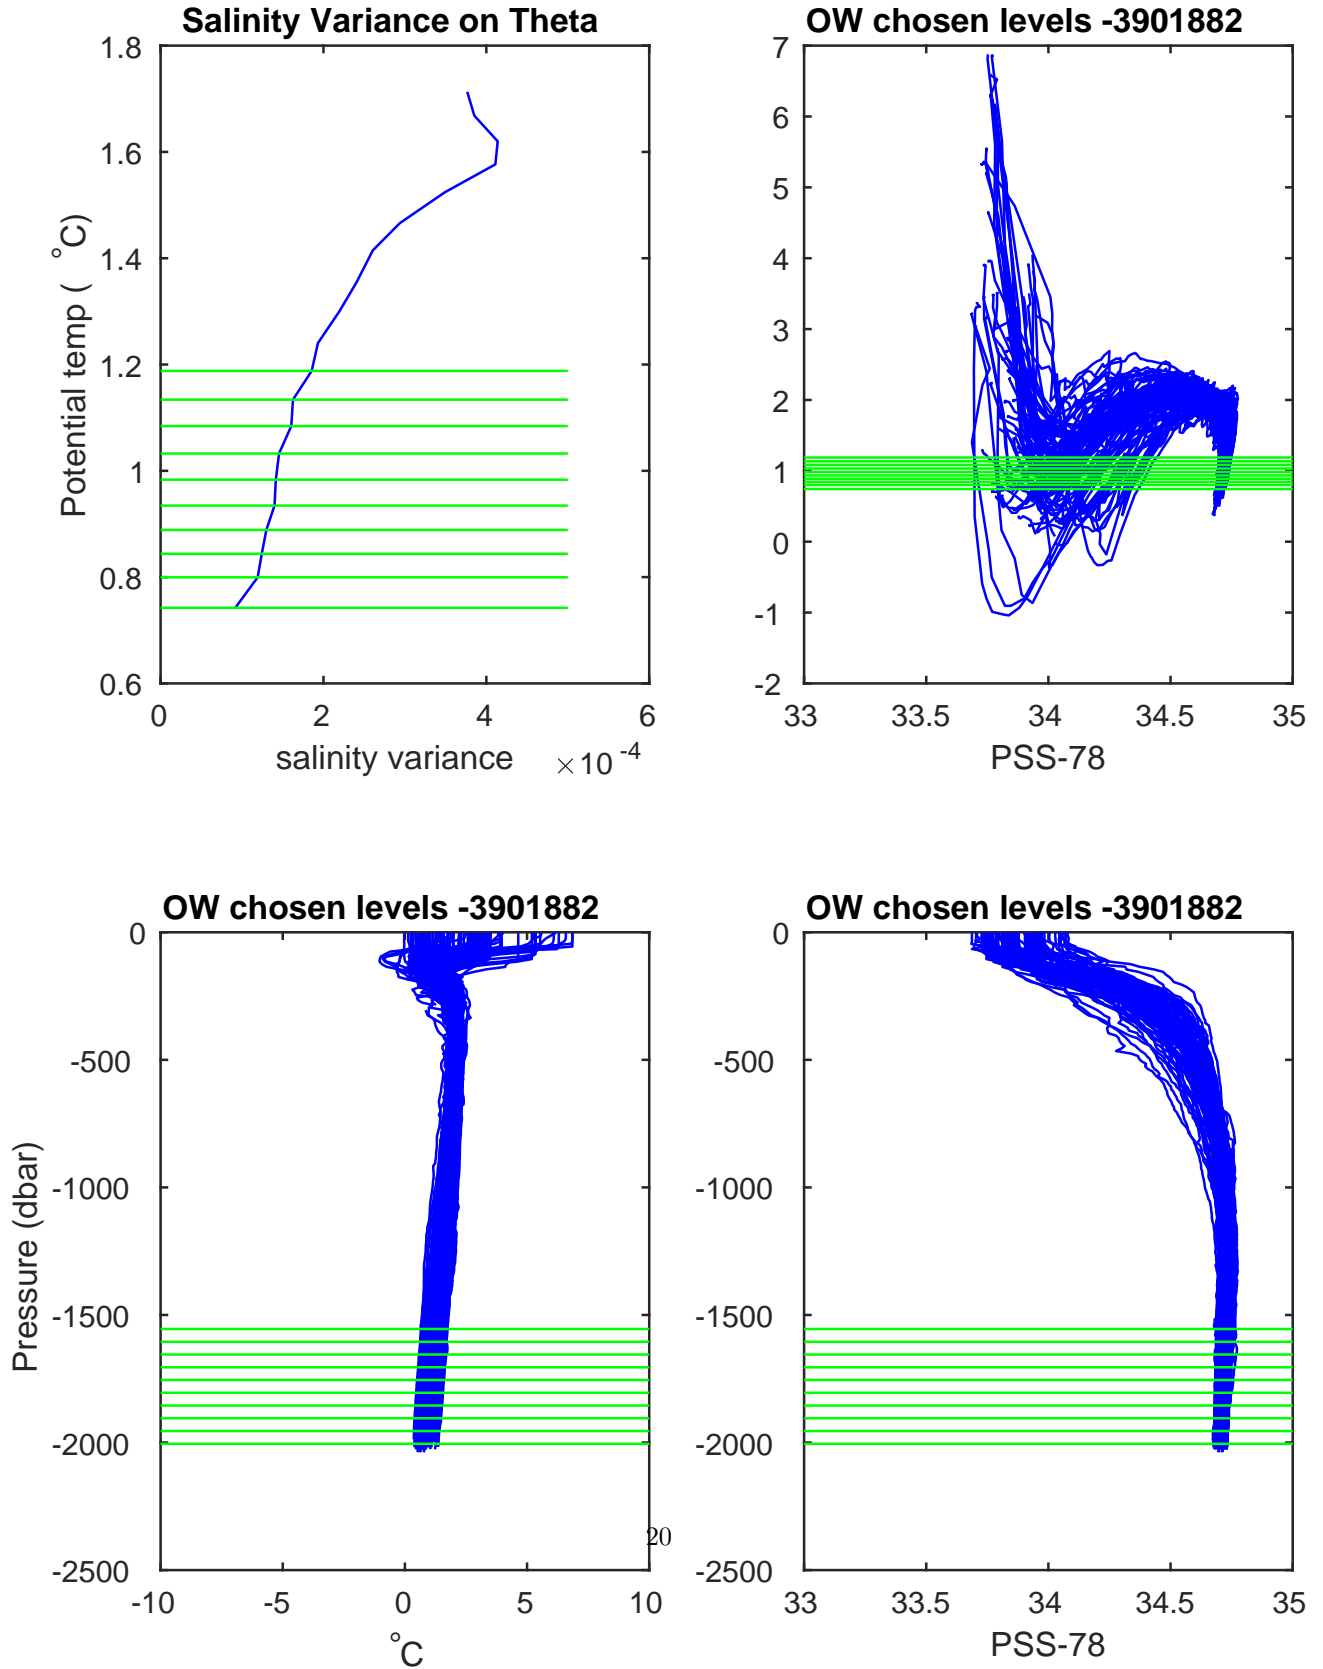 Salinity Variance on Theta
1.8
1.6
1.4
1.2
1
0.8
0.6
Potential temp ( °C)
0 2 4 6
salinity variance ×10 -4
OW chosen levels -3901882
7
6
5
4
3
2
1
0
-1
-2
33 33.5 34 34.5 35
PSS-78
OW chosen levels -3901882
0
-500
-1000
-1500
-2000
-2500
Pressure (dbar)
-10 -5 0 5 10
°C
OW chosen levels -3901882
0
-500
-1000
-1500
-2000
-2500
33 33.5 34 34.5 35
PSS-78
20